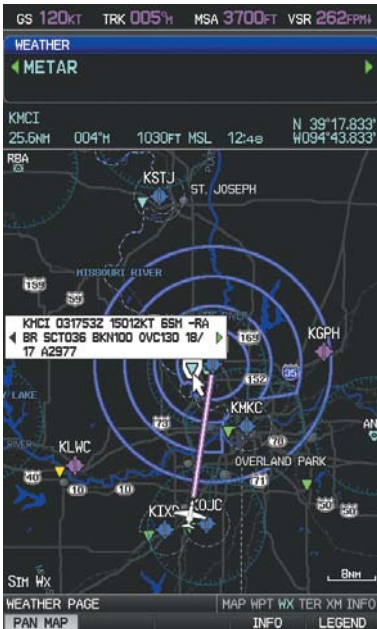 GS 120KT TRK 005°M MSA 3700FT VSR 262FPM↓
WEATHER
METAR
KMCI
N 39°17.833'
25.6NM 004°M 1030FT MSL 12:48 W094°43.833'
RBA
KSTJ
ST. JOSEPH
MISSOURI RIVER
159
59
KMCI 031753Z 15012KT 6SM -RA
BR SCT036 BKN100 OVC130 18/
17 A2977
169
KGPH
35
152
LAKE
KMKC
73
78
AN
RIVER
KLWC
OVERLAND PARK
40
10
10
71
50
50
KIXD
KOJC
SIM WX
8NM
WEATHER PAGE
MAP WPT WX TER XM INFO
PAN MAP INFO LEGEND